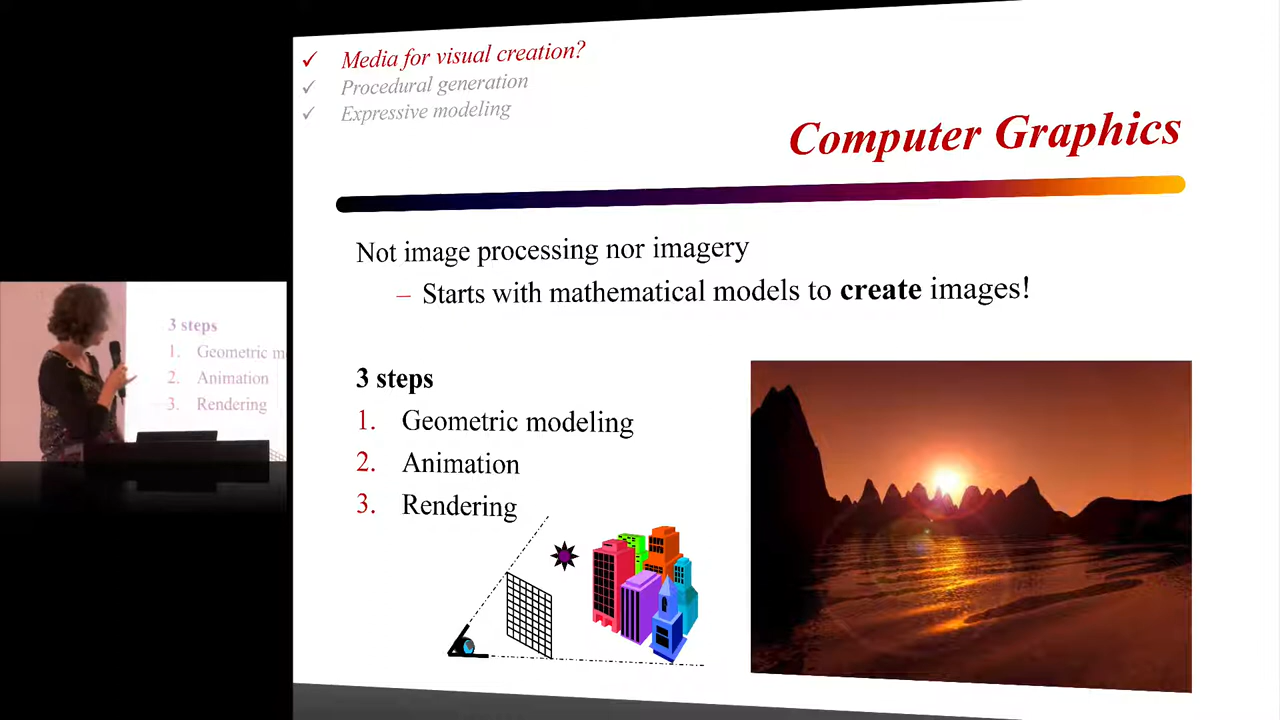 ✓ Media for visual creation?
✓ Procedural generation
✓ Expressive modeling
Computer Graphics
Not image processing nor imagery
– Starts with mathematical models to create images!
3 steps
1. Geometric modeling
2. Animation
3. Rendering
3 steps
1. Geometric m
2. Animation
3. Rendering